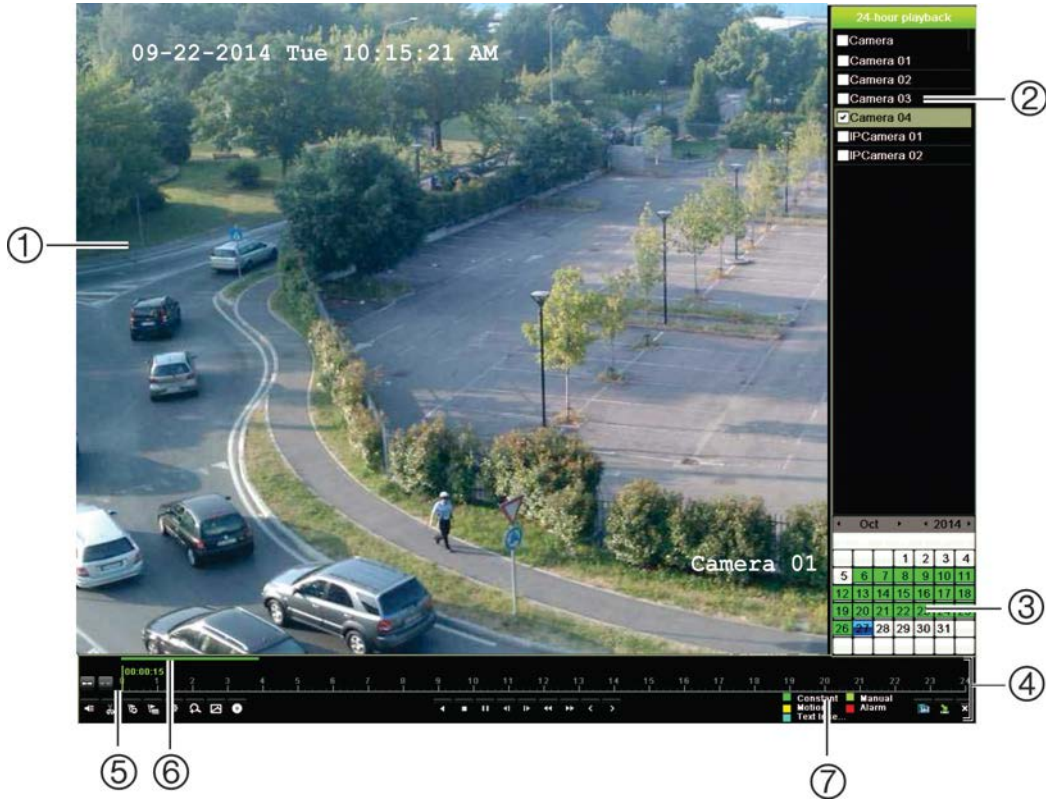 09-22-2014 Tue 10:15:21 AM
24-hour playback
Camera
Camera 01
Camera 02
Camera 03
②
Camera 04
IPCamera 01
IPCamera 02
①
Oct 2014
Camera 01
1 2 3 4
5 6 7 8 9 10 11
12 13 14 15 16 17 18
③
19 20 21 22 23 24 25
26 27 28 29 30 31
00:00:15
0 1 2 3 4 5 6 7 8 9 10 11 12 13 14 15 16 17 18 19 20 21 22 23 24
④
Constant Manual
Motion Alarm
Text Inse...
⑤ ⑥ ⑦